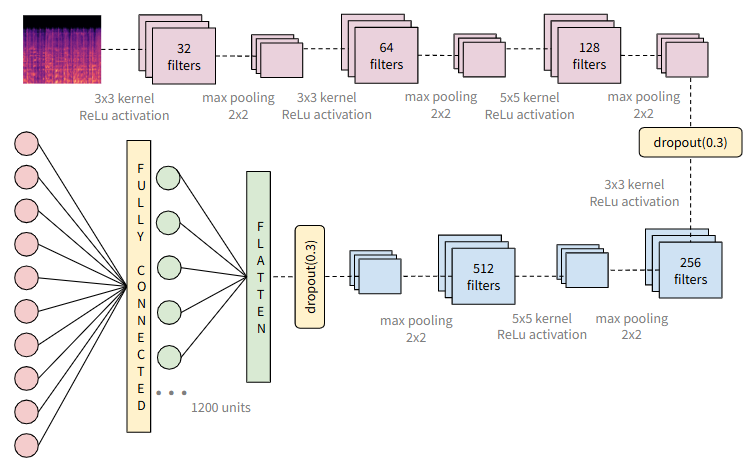 32
filters
3x3 kernel
ReLu activation
max pooling
2x2
64
filters
3x3 kernel
ReLu activation
max pooling
2x2
128
filters
5x5 kernel
ReLu activation
max pooling
2x2
dropout(0.3)
3x3 kernel
ReLu activation
256
filters
max pooling
2x2
5x5 kernel
ReLu activation
512
filters
max pooling
2x2
dropout(0.3)
FLATTEN
1200 units
FULLY CONNECTED